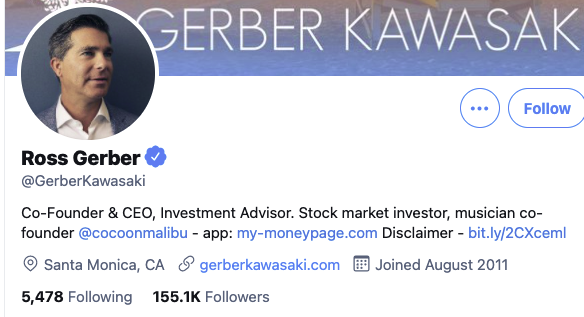 GERBER KAWASAK
Follow
Ross Gerber
@GerberKawasaki
Co-Founder & CEO, Investment Advisor. Stock market investor, musician co-
founder @cocoonmalibu - app: my-moneypage.com Disclaimer - bit.ly/2CXceml
Santa Monica, CA gerberkawasaki.com Joined August 2011
5,478 Following 155.1K Followers